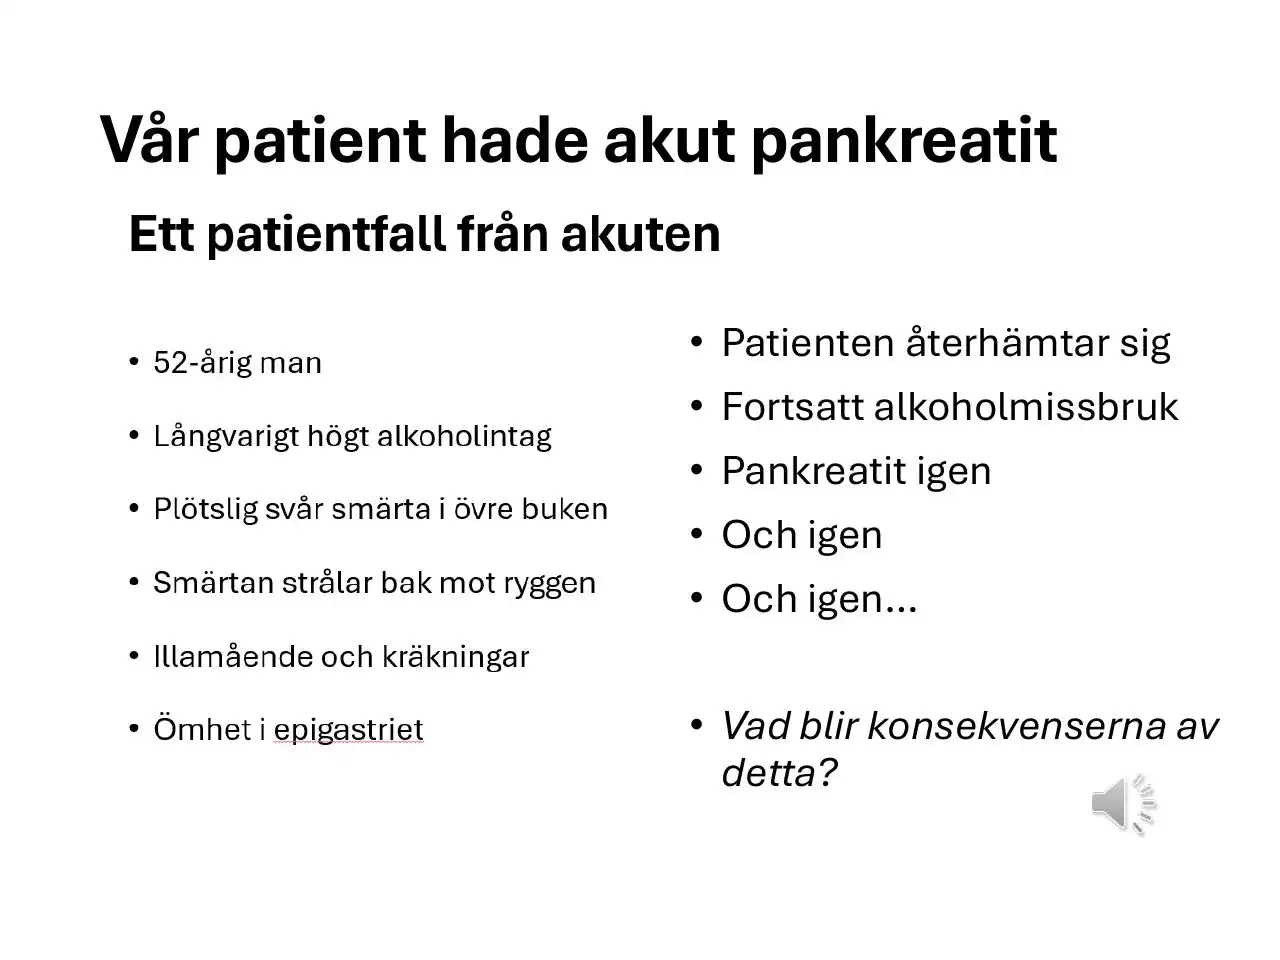 Vår patient hade akut pankreatit
Ett patientfall från akuten
• 52-årig man
• Långvarigt högt alkoholintag
• Plötslig svår smärta i övre buken
• Smärtan strålar bak mot ryggen
• Illamående och kräkningar
• Ömhet i epigastriet
• Patienten återhämtar sig
• Fortsatt alkoholmissbruk
• Pankreatit igen
• Och igen
• Och igen...
• Vad blir konsekvenserna av
detta?